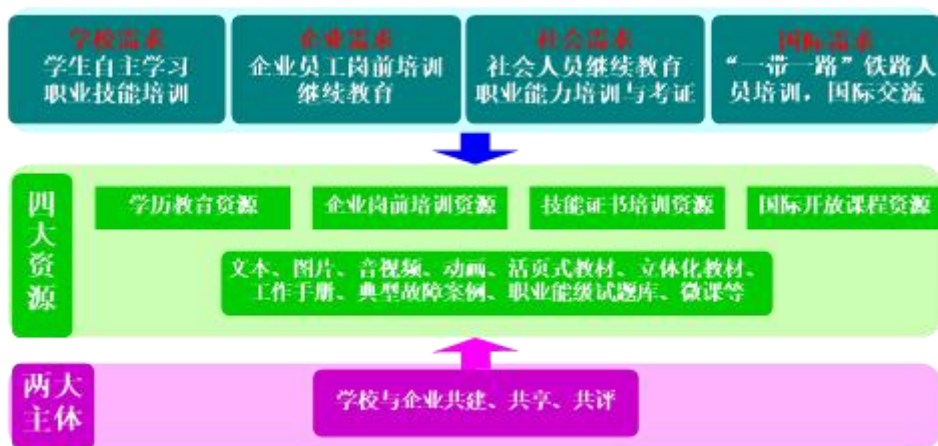 学校需求
学生自主学习
职业技能培训
企业需求
企业员工岗前培训
继续教育
社会需求
社会人员继续教育
职业能力培训与考证
国际需求
“一带一路”铁路人
员培训，国际交流
四大资源
学历教育资源
企业岗前培训资源
技能证书培训资源
国际开放课程资源
文本、图片、音视频、动画、活页式教材、立体化教材、
工作手册、典型故障案例、职业能级试题库、微课等
两大
主体
学校与企业共建、共享、共评